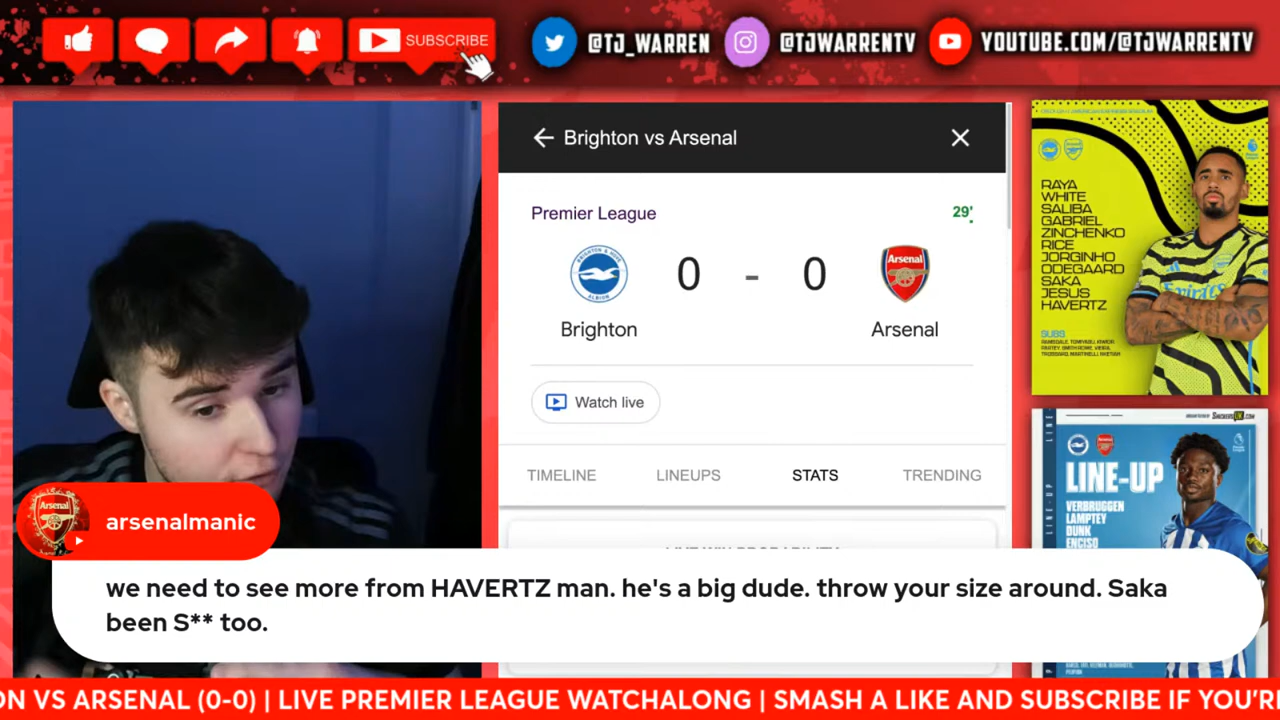 SUBSCRIBE
@TJ_WARREN
@TJWARRENTV
YOUTUBE.COM/@TJWARRENTV
Brighton vs Arsenal
Premier League
29'
0 - 0
Arsenal
Brighton
Arsenal
Watch live
TIMELINE
LINEUPS
STATS
TRENDING
RAYA
WHITE
SALIBA
GABRIEL
ZINCHENKO
RICE
JORGINHO
ODEGAARD
SAKA
JESUS
HAVERTZ
SUBS
LINE-UP
VERBRUGGEN
LAMPTEY
DUNK
ENCISO
Arsenal
arsenalmanic
we need to see more from HAVERTZ man. he's a big dude. throw your size around. Saka
been S** too.
ON VS ARSENAL (0-0) | LIVE PREMIER LEAGUE WATCHALONG | SMASH A LIKE AND SUBSCRIBE IF YOU'R